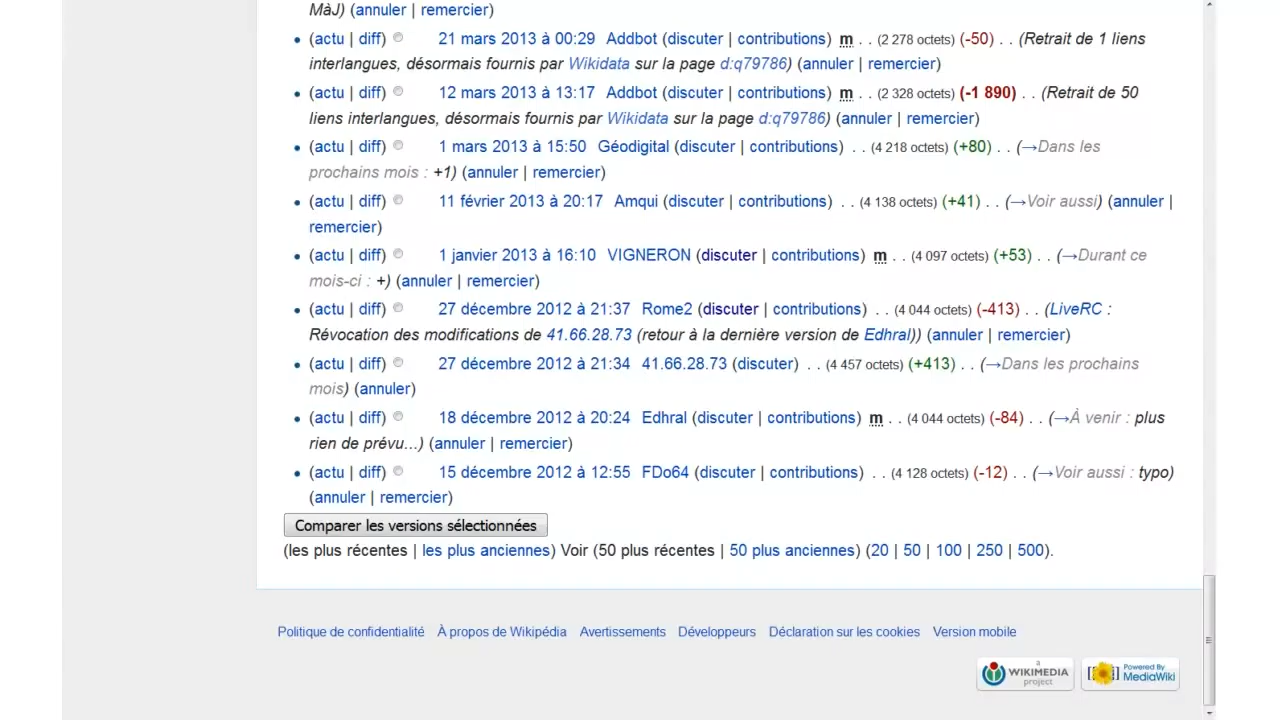 MàJ) (annuler | remercier)
(actu | diff) 21 mars 2013 à 00:29 Addbot (discuter | contributions) m . . (2 278 octets) (-50) . . (Retrait de 1 liens
interlangues, désormais fournis par Wikidata sur la page d:q79786) (annuler | remercier)
(actu | diff) 12 mars 2013 à 13:17 Addbot (discuter | contributions) m . . (2 328 octets) (-1 890) . . (Retrait de 50
liens interlangues, désormais fournis par Wikidata sur la page d:q79786) (annuler | remercier)
(actu | diff) 1 mars 2013 à 15:50 Géodigital (discuter | contributions) . . (4 218 octets) (+80) . . (→Dans les
prochains mois : +1) (annuler | remercier)
(actu | diff) 11 février 2013 à 20:17 Amqui (discuter | contributions) . . (4 138 octets) (+41) . . (→Voir aussi) (annuler |
remercier)
(actu | diff) 1 janvier 2013 à 16:10 VIGNERON (discuter | contributions) m . . (4 097 octets) (+53) . . (→Durant ce
mois-ci : +) (annuler | remercier)
(actu | diff) 27 décembre 2012 à 21:37 Rome2 (discuter | contributions) . . (4 044 octets) (-413) . . (LiveRC :
Révocation des modifications de 41.66.28.73 (retour à la dernière version de Edhral)) (annuler | remercier)
(actu | diff) 27 décembre 2012 à 21:34 41.66.28.73 (discuter) . . (4 457 octets) (+413) . . (→Dans les prochains
mois) (annuler)
(actu | diff) 18 décembre 2012 à 20:24 Edhral (discuter | contributions) m . . (4 044 octets) (-84) . . (→À venir : plus
rien de prévu...) (annuler | remercier)
(actu | diff) 15 décembre 2012 à 12:55 FDo64 (discuter | contributions) . . (4 128 octets) (-12) . . (→Voir aussi : typo)
(annuler | remercier)
Comparer les versions sélectionnées
(les plus récentes | les plus anciennes) Voir (50 plus récentes | 50 plus anciennes) (20 | 50 | 100 | 250 | 500).
Politique de confidentialité À propos de Wikipédia Avertissements Développeurs Déclaration sur les cookies Version mobile
a
WIKIMEDIA
project
Powered By
MediaWiki